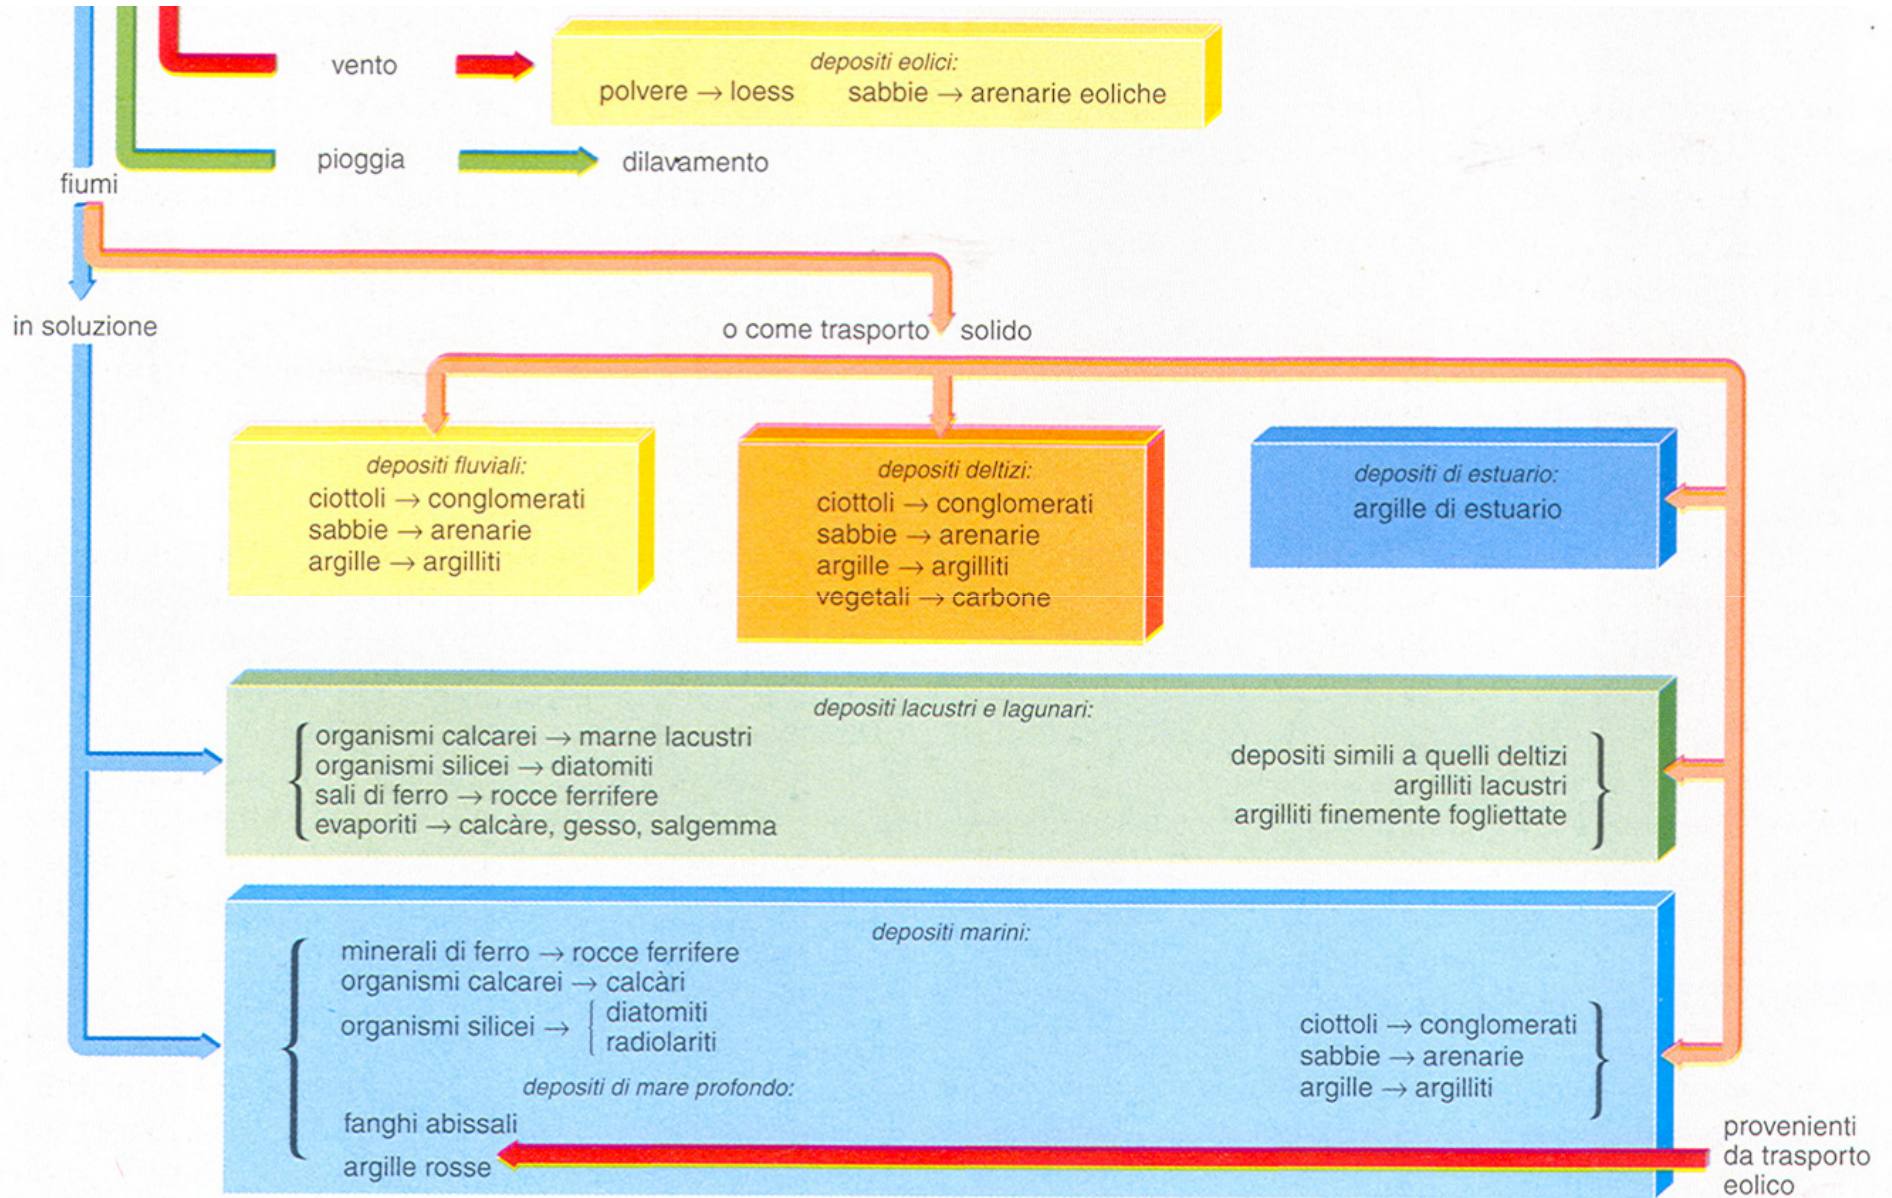 vento
depositi eolici:
polvere → loess sabbie → arenarie eoliche
pioggia
dilavamento
fiumi
in soluzione
o come trasporto solido
depositi fluviali:
ciottoli → conglomerati
sabbie → arenarie
argille → argilliti
depositi deltizi:
ciottoli → conglomerati
sabbie → arenarie
argille → argilliti
vegetali → carbone
depositi di estuario:
argille di estuario
depositi lacustri e lagunari:
organismi calcarei → marne lacustri
organismi silicei → diatomiti
sali di ferro → rocce ferrifere
evaporiti → calcàre, gesso, salgemma
depositi simili a quelli deltizi
argilliti lacustri
argilliti finemente fogliettate
depositi marini:
minerali di ferro → rocce ferrifere
organismi calcarei → calcàri
organismi silicei →
diatomiti
radiolariti
ciottoli → conglomerati
sabbie → arenarie
argille → argilliti
depositi di mare profondo:
fanghi abissali
argille rosse
provenienti
da trasporto
eolico